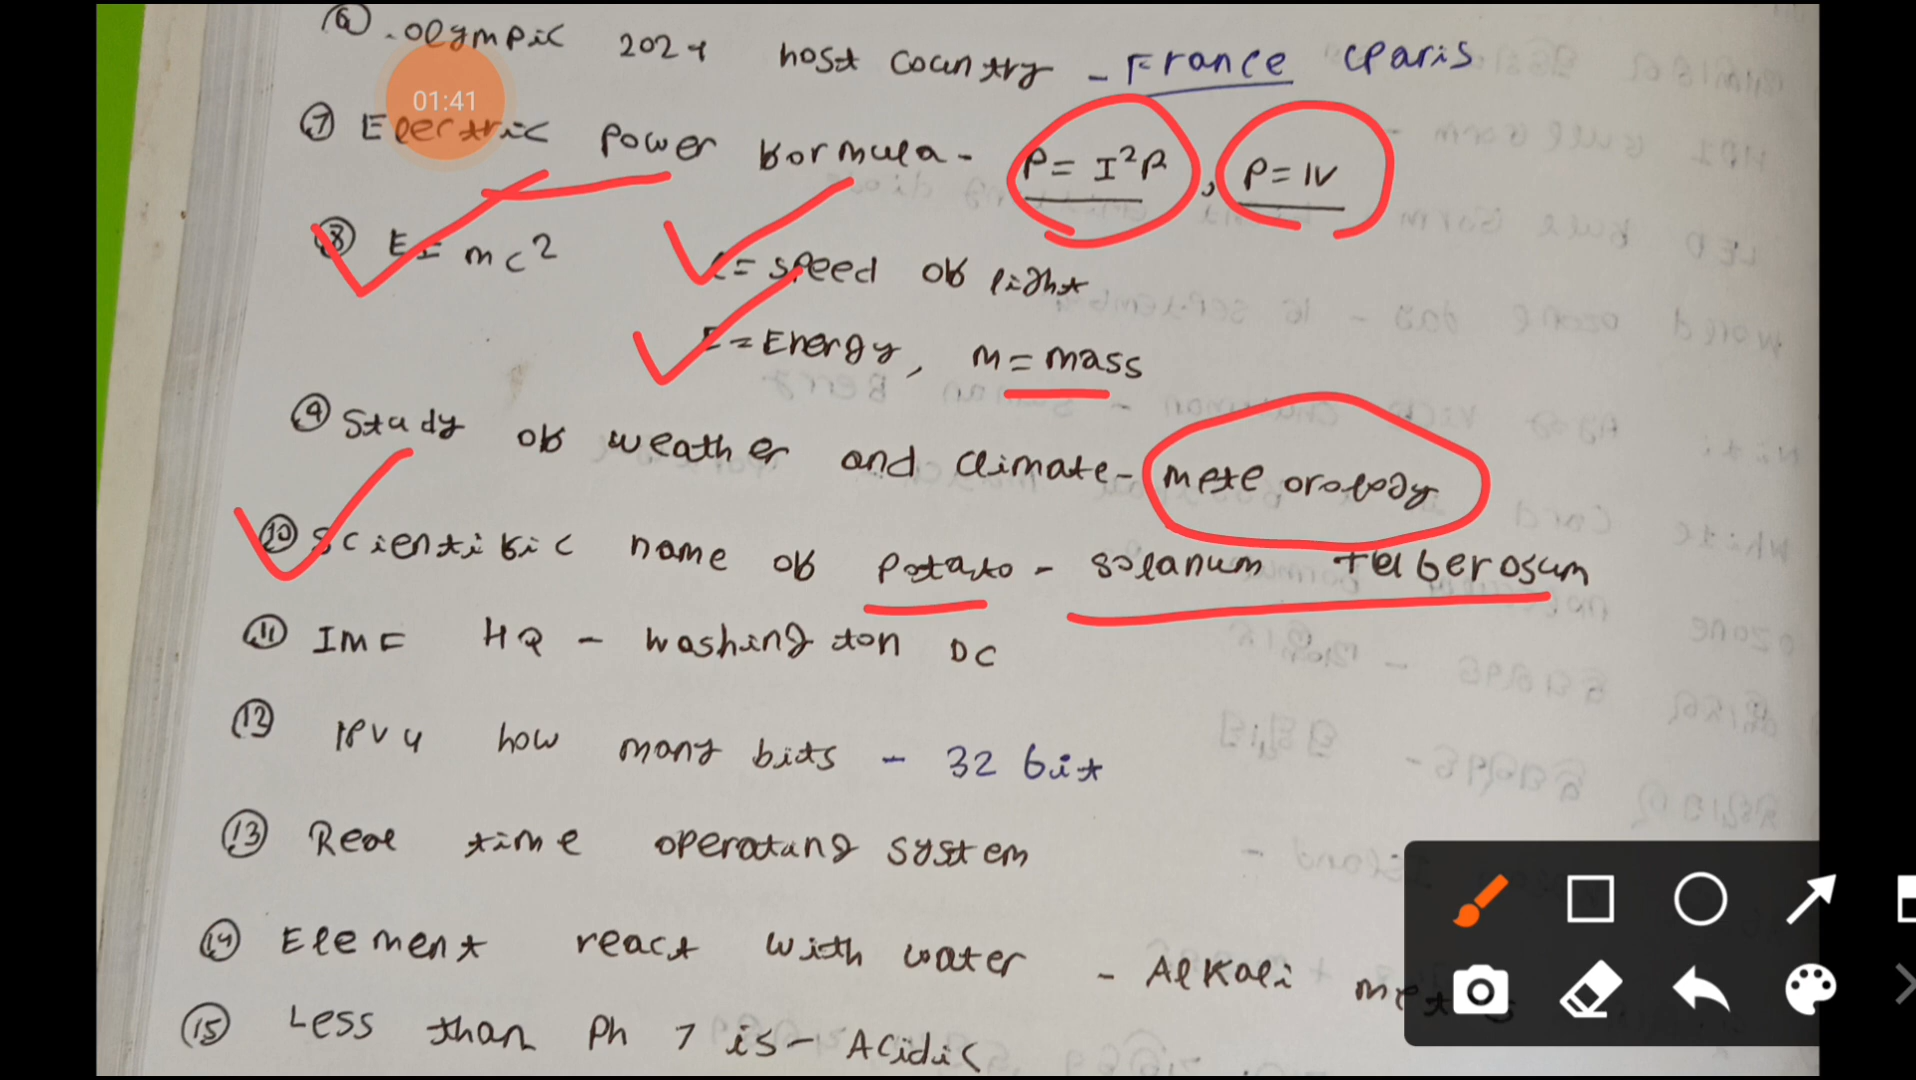 ⑥ .Olympic 2024 host country - France (Paris
01:41
⑦ Electric Power formula - P = I²R , P = IV
⑧ E = mc² C = speed of light
E = Energy, m = mass
⑨ Study of weather and climate - meteorology
⑩ Scientific name of Potato - Solanum tuberosum
⑪ IMF HQ - Washington DC
⑫ IPV4 how many bits - 32 bit
⑬ Real time operating system
⑭ Element react with water - Alkali
⑮ Less than Ph 7 is - Acidic